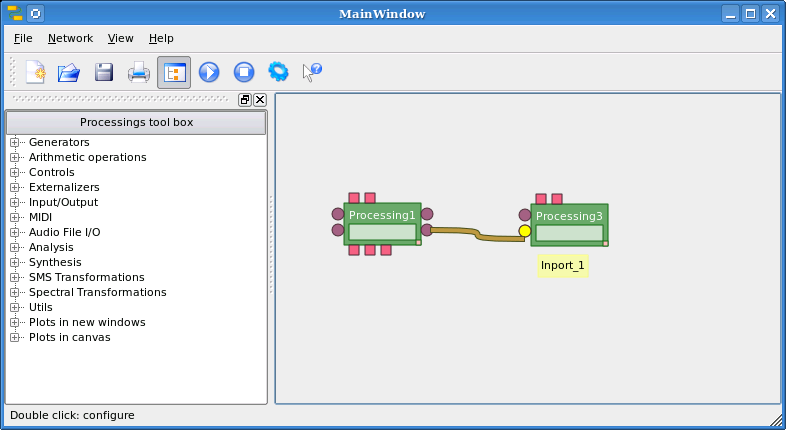 MainWindow
File Network View Help
Processings tool box
Generators
Arithmetic operations
Controls
Externalizers
Input/Output
MIDI
Audio File I/O
Analysis
Synthesis
SMS Transformations
Spectral Transformations
Utils
Plots in new windows
Plots in canvas
Processing1
Processing3
Inport_1
Double click: configure